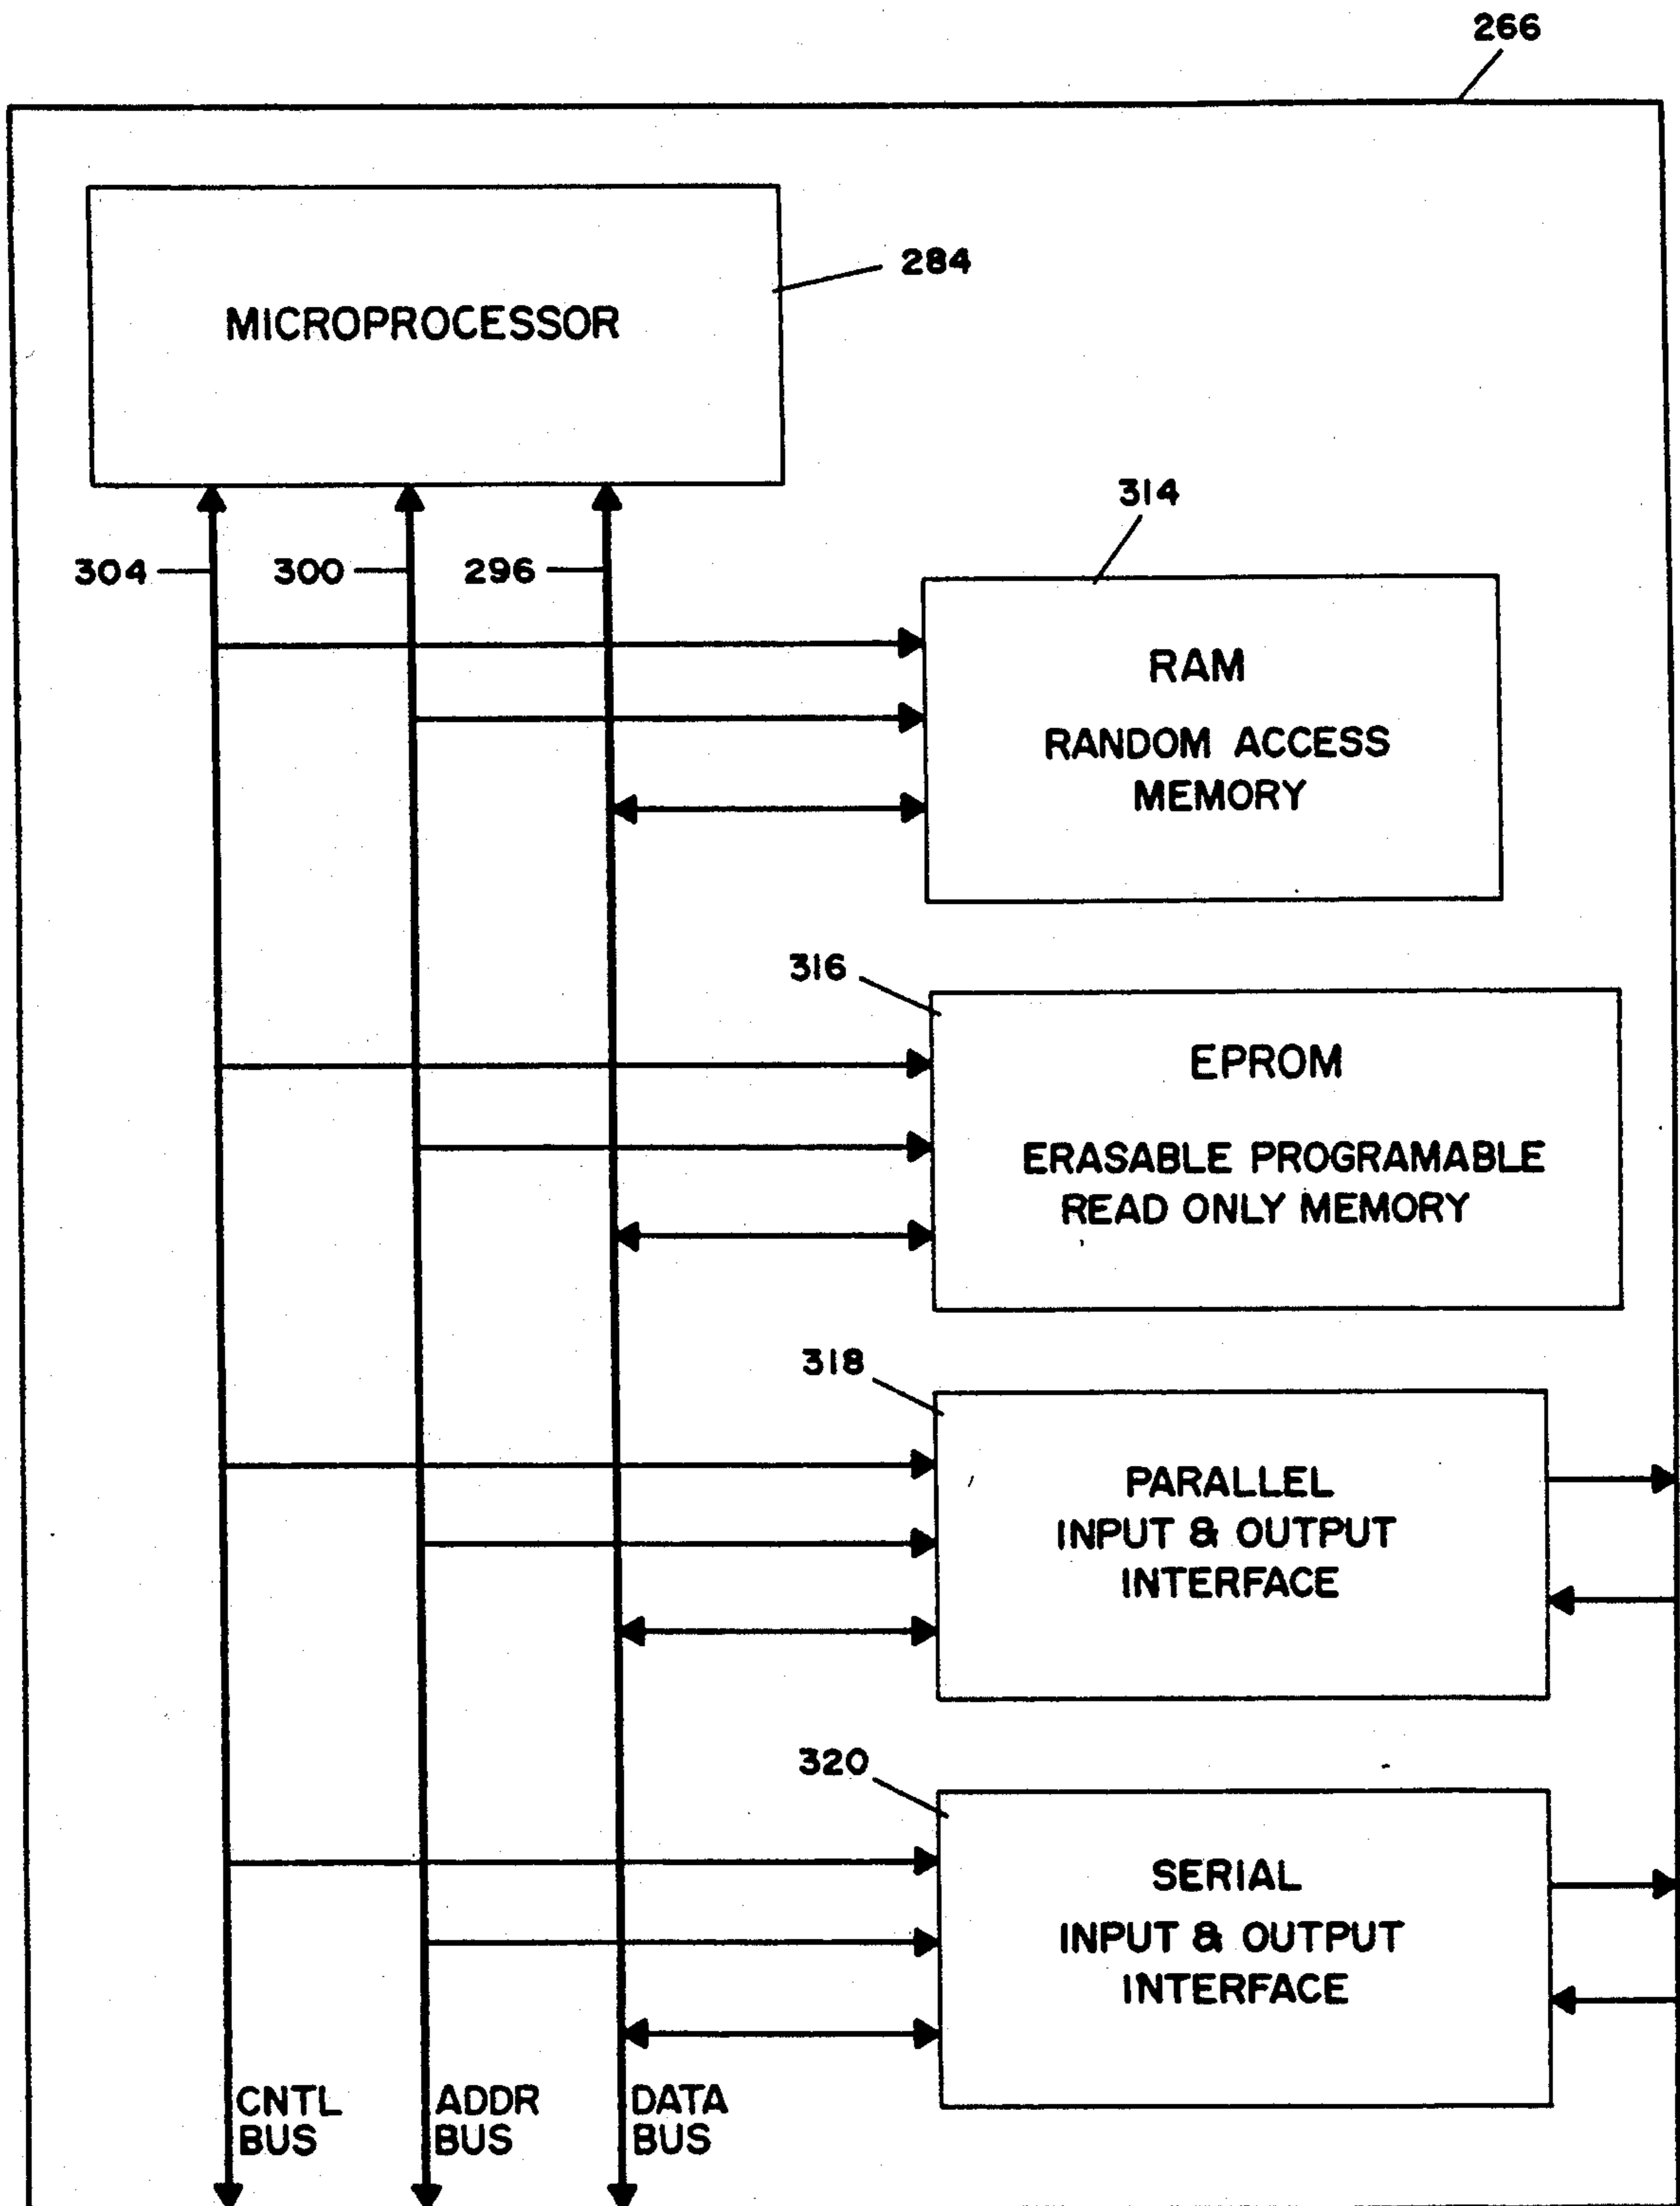 266
MICROPROCESSOR
284
304
300
296
314
RAM
RANDOM ACCESS
MEMORY
316
EPROM
ERASABLE PROGRAMABLE
READ ONLY MEMORY
318
PARALLEL
INPUT & OUTPUT
INTERFACE
320
SERIAL
INPUT & OUTPUT
INTERFACE
CNTL
BUS
ADDR
BUS
DATA
BUS